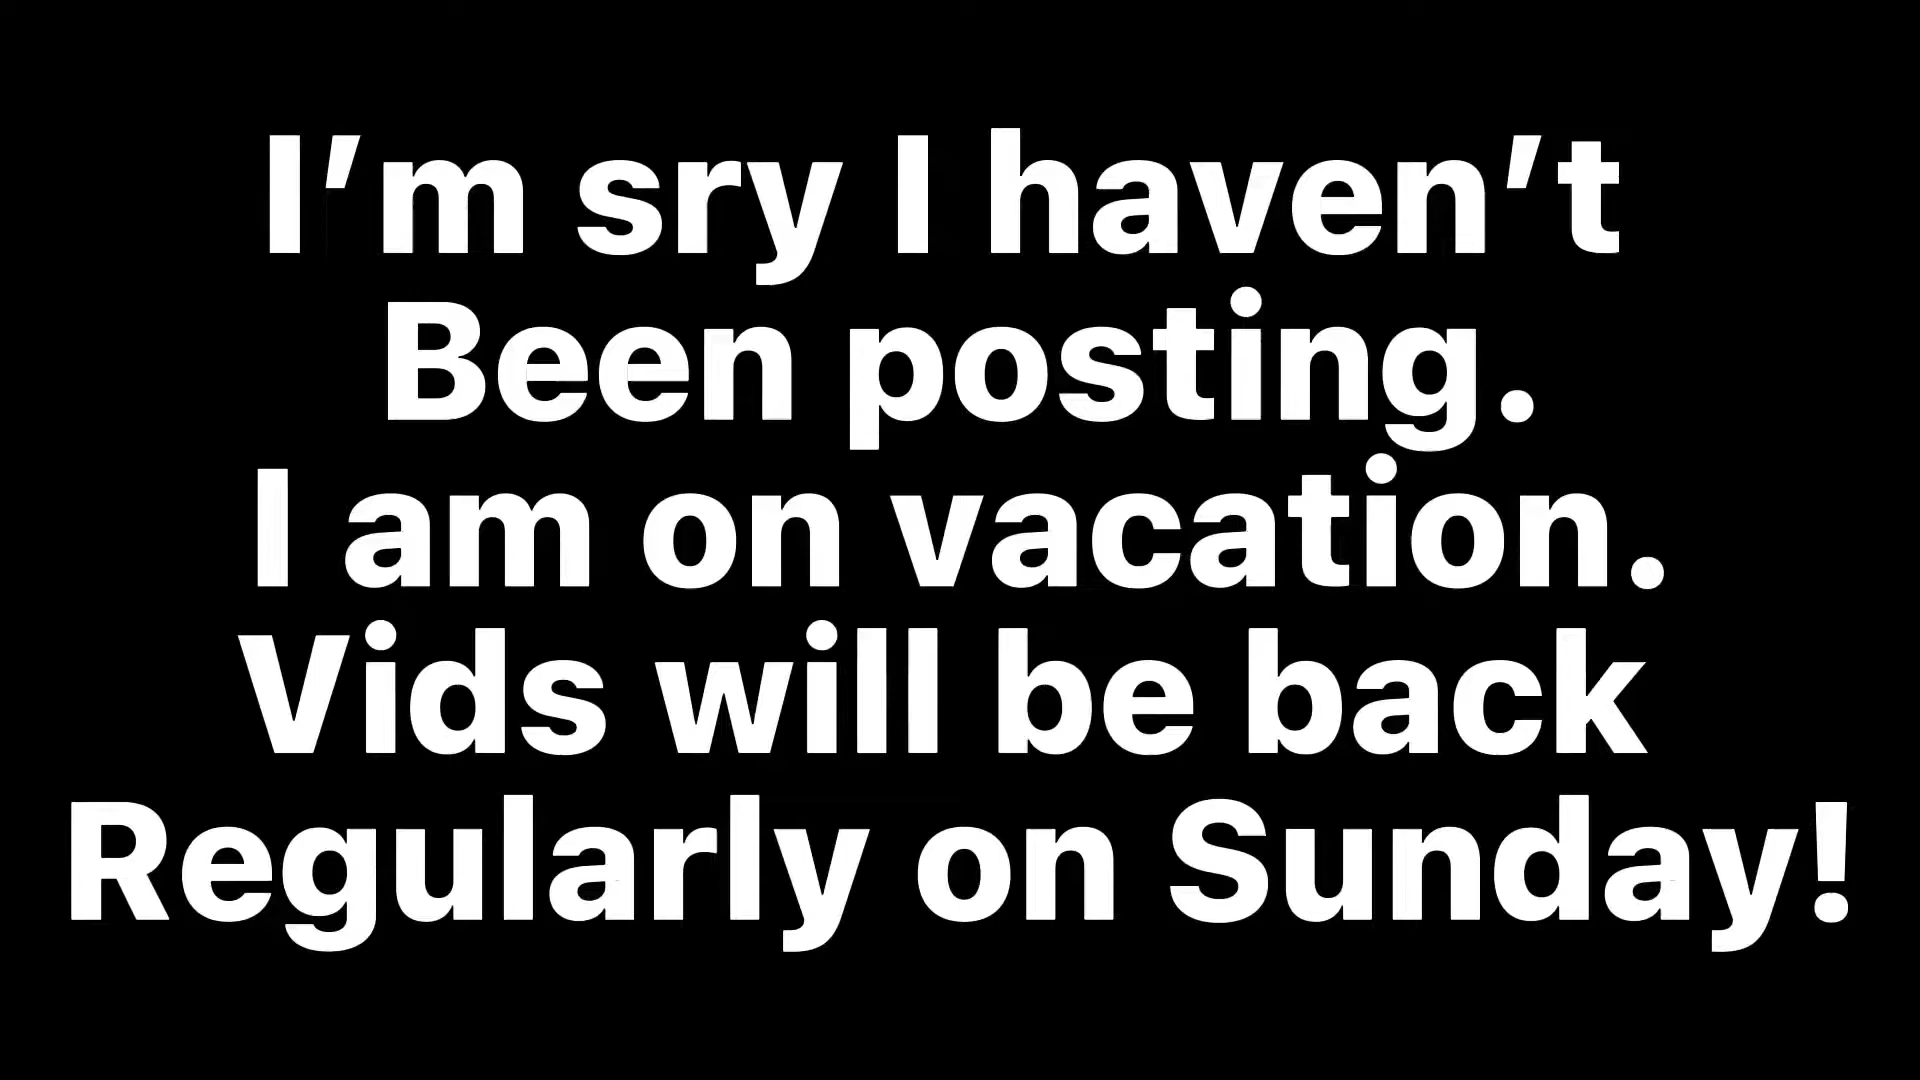 I’m sry I haven’t
Been posting.
I am on vacation.
Vids will be back
Regularly on Sunday!